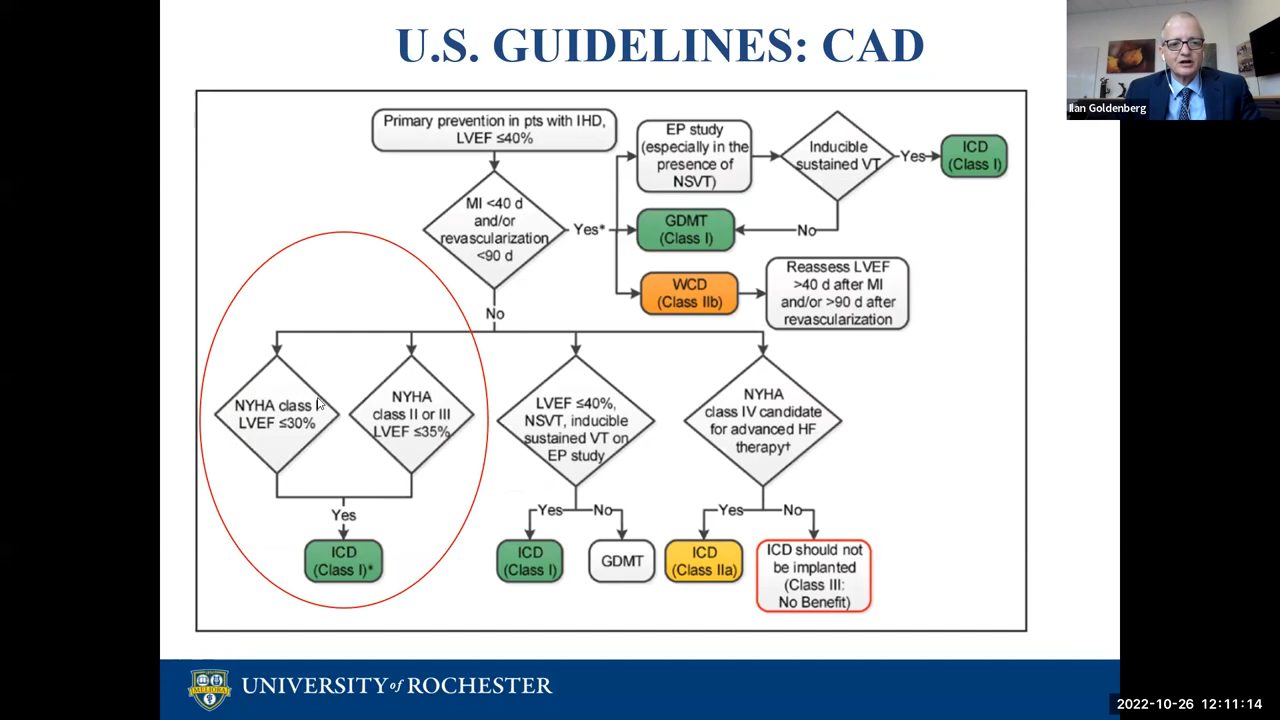 U.S. GUIDELINES: CAD
Ilan Goldenberg
Primary prevention in pts with IHD,
LVEF ≤40%
EP study
(especially in the
presence of
NSVT)
Inducible
sustained VT
Yes
ICD
(Class I)
MI <40 d
and/or
revascularization
<90 d
Yes*
GDMT
(Class I)
No
WCD
(Class IIb)
Reassess LVEF
>40 d after MI
and/or >90 d after
revascularization
No
NYHA class I
LVEF ≤30%
NYHA
class II or III
LVEF ≤35%
LVEF ≤40%,
NSVT, inducible
sustained VT on
EP study
NYHA
class IV candidate
for advanced HF
therapy†
Yes
ICD
(Class I)*
Yes
No
ICD
(Class I)
GDMT
Yes
No
ICD
(Class IIa)
ICD should not
be implanted
(Class III:
No Benefit)
MELIORA
UNIVERSITY of ROCHESTER
2022-10-26 12:11:14